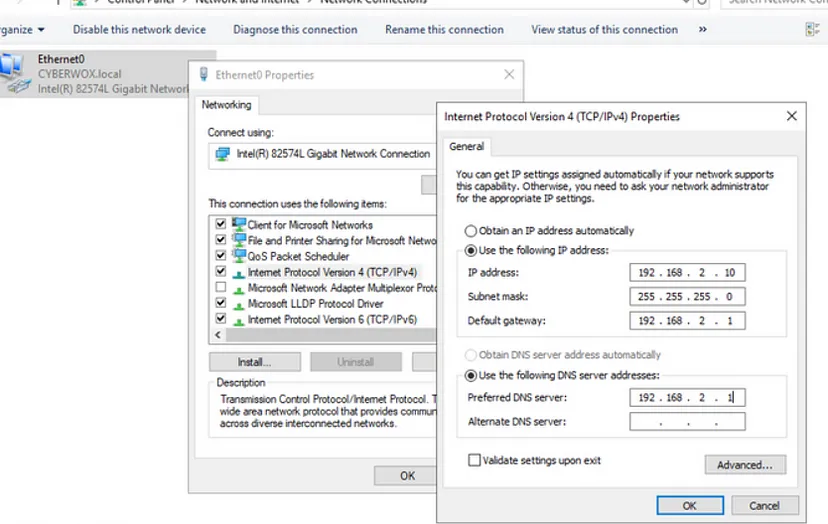 Control Panel > Network and Internet > Network Connections
Search Network Con
rganize
Disable this network device
Diagnose this connection
Rename this connection
View status of this connection
»
Ethernet0
CYBERWOX.local
Intel(R) 82574L Gigabit Network
Ethernet0 Properties
Networking
Connect using:
Intel(R) 82574L Gigabit Network Connection
This connection uses the following items:
Client for Microsoft Networks
File and Printer Sharing for Microsoft Netwo
QoS Packet Scheduler
Internet Protocol Version 4 (TCP/IPv4)
Microsoft Network Adapter Multiplexor Proto
Microsoft LLDP Protocol Driver
Internet Protocol Version 6 (TCP/IPv6)
Install...
Uninstall
Description
Transmission Control Protocol/Internet Protocol. T
wide area network protocol that provides commun
across diverse interconnected networks.
OK
Internet Protocol Version 4 (TCP/IPv4) Properties
General
You can get IP settings assigned automatically if your network supports
this capability. Otherwise, you need to ask your network administrator
for the appropriate IP settings.
Obtain an IP address automatically
Use the following IP address:
IP address: 192 . 168 . 2 . 10
Subnet mask: 255 . 255 . 255 . 0
Default gateway: 192 . 168 . 2 . 1
Obtain DNS server address automatically
Use the following DNS server addresses:
Preferred DNS server: 192 . 168 . 2 . 1
Alternate DNS server: . . .
Validate settings upon exit
Advanced...
OK
Cancel